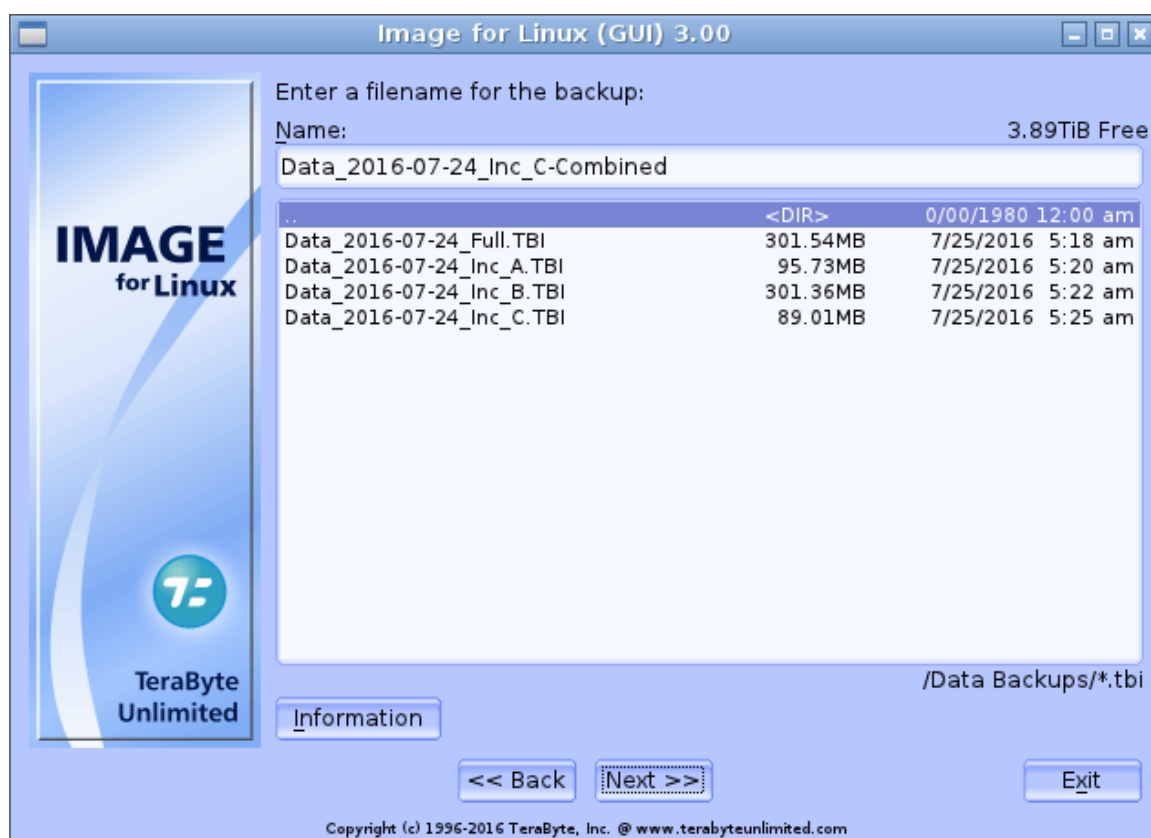 Image for Linux (GUI) 3.00
Enter a filename for the backup:
Name: 3.89TiB Free
Data_2016-07-24_Inc_C-Combined
.. <DIR> 0/00/1980 12:00 am
Data_2016-07-24_Full.TBI 301.54MB 7/25/2016 5:18 am
Data_2016-07-24_Inc_A.TBI 95.73MB 7/25/2016 5:20 am
Data_2016-07-24_Inc_B.TBI 301.36MB 7/25/2016 5:22 am
Data_2016-07-24_Inc_C.TBI 89.01MB 7/25/2016 5:25 am
IMAGE
for Linux
TeraByte
Unlimited
/Data Backups/*.tbi
Information
<< Back Next >> Exit
Copyright (c) 1996-2016 TeraByte, Inc. @ www.terabyteunlimited.com